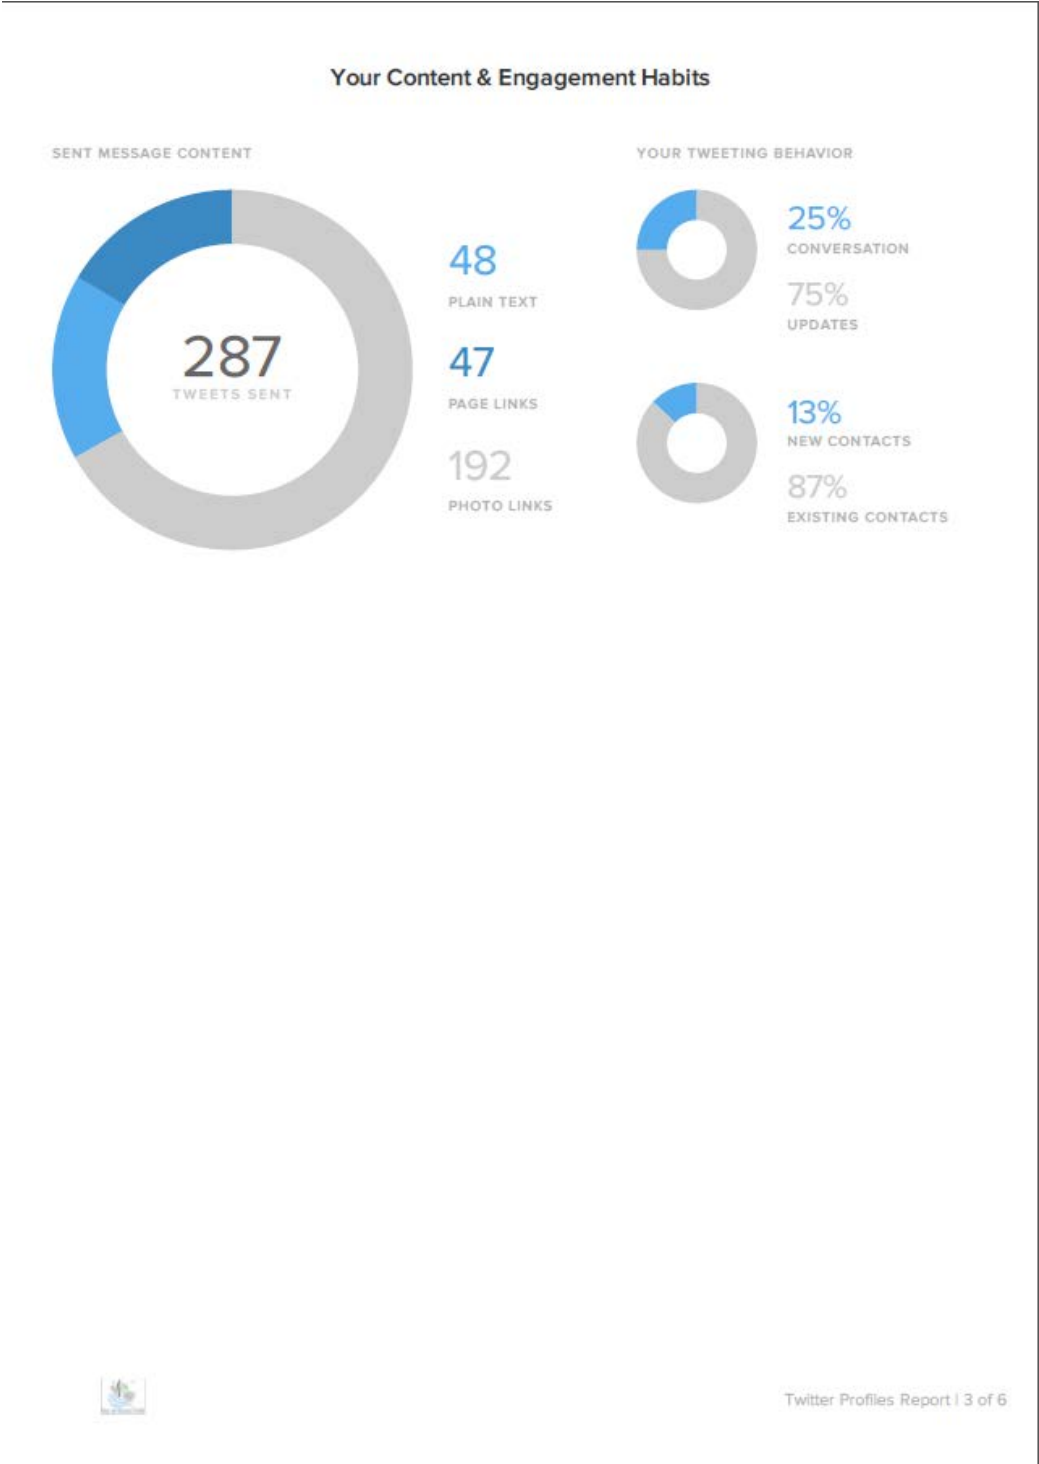 Your Content & Engagement Habits
SENT MESSAGE CONTENT
287
TWEETS SENT
48
PLAIN TEXT
47
PAGE LINKS
192
PHOTO LINKS
YOUR TWEETING BEHAVIOR
25%
CONVERSATION
75%
UPDATES
13%
NEW CONTACTS
87%
EXISTING CONTACTS
Twitter Profiles Report | 3 of 6